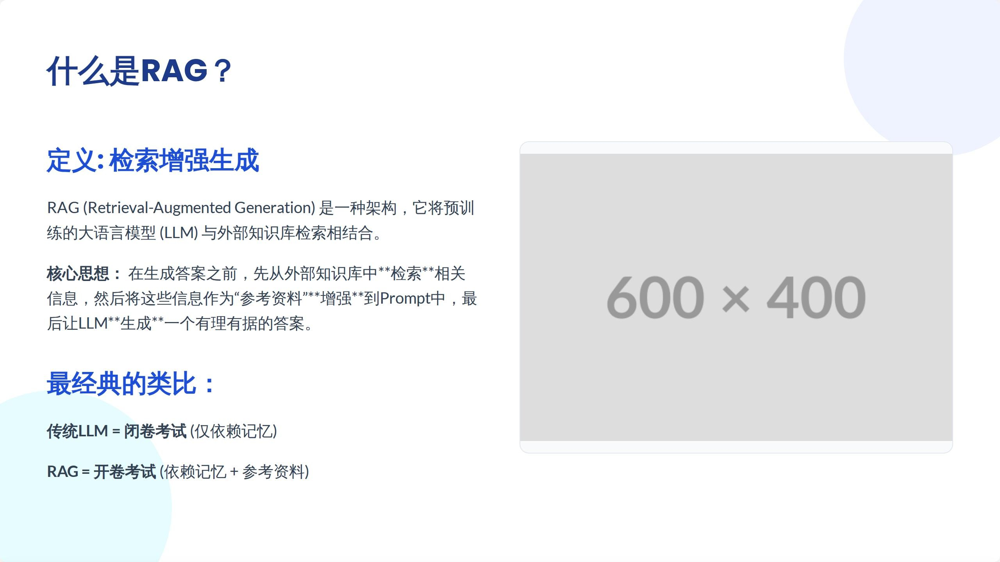 什么是RAG？
定义: 检索增强生成
RAG (Retrieval-Augmented Generation) 是一种架构，它将预训
练的大语言模型 (LLM) 与外部知识库检索相结合。
核心思想： 在生成答案之前，先从外部知识库中**检索**相关
信息，然后将这些信息作为“参考资料”**增强**到Prompt中，最
后让LLM**生成**一个有理有据的答案。
最经典的类比：
传统LLM = 闭卷考试 (仅依赖记忆)
RAG = 开卷考试 (依赖记忆 + 参考资料)
600 × 400